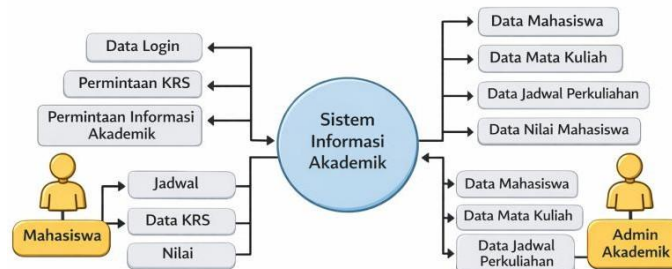 Data Login
Permintaan KRS
Permintaan Informasi
Akademik
Jadwal
Data KRS
Nilai
Mahasiswa
Sistem
Informasi
Akademik
Data Mahasiswa
Data Mata Kuliah
Data Jadwal Perkuliahan
Data Nilai Mahasiswa
Data Mahasiswa
Data Mata Kuliah
Data Jadwal
Perkuliahan
Admin
Akademik